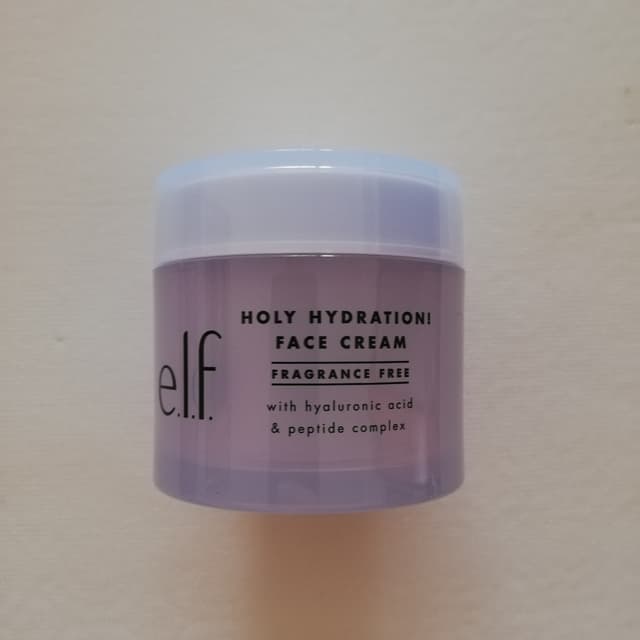 e.l.f.
HOLY HYDRATION!
FACE CREAM
FRAGRANCE FREE
with hyaluronic acid
& peptide complex